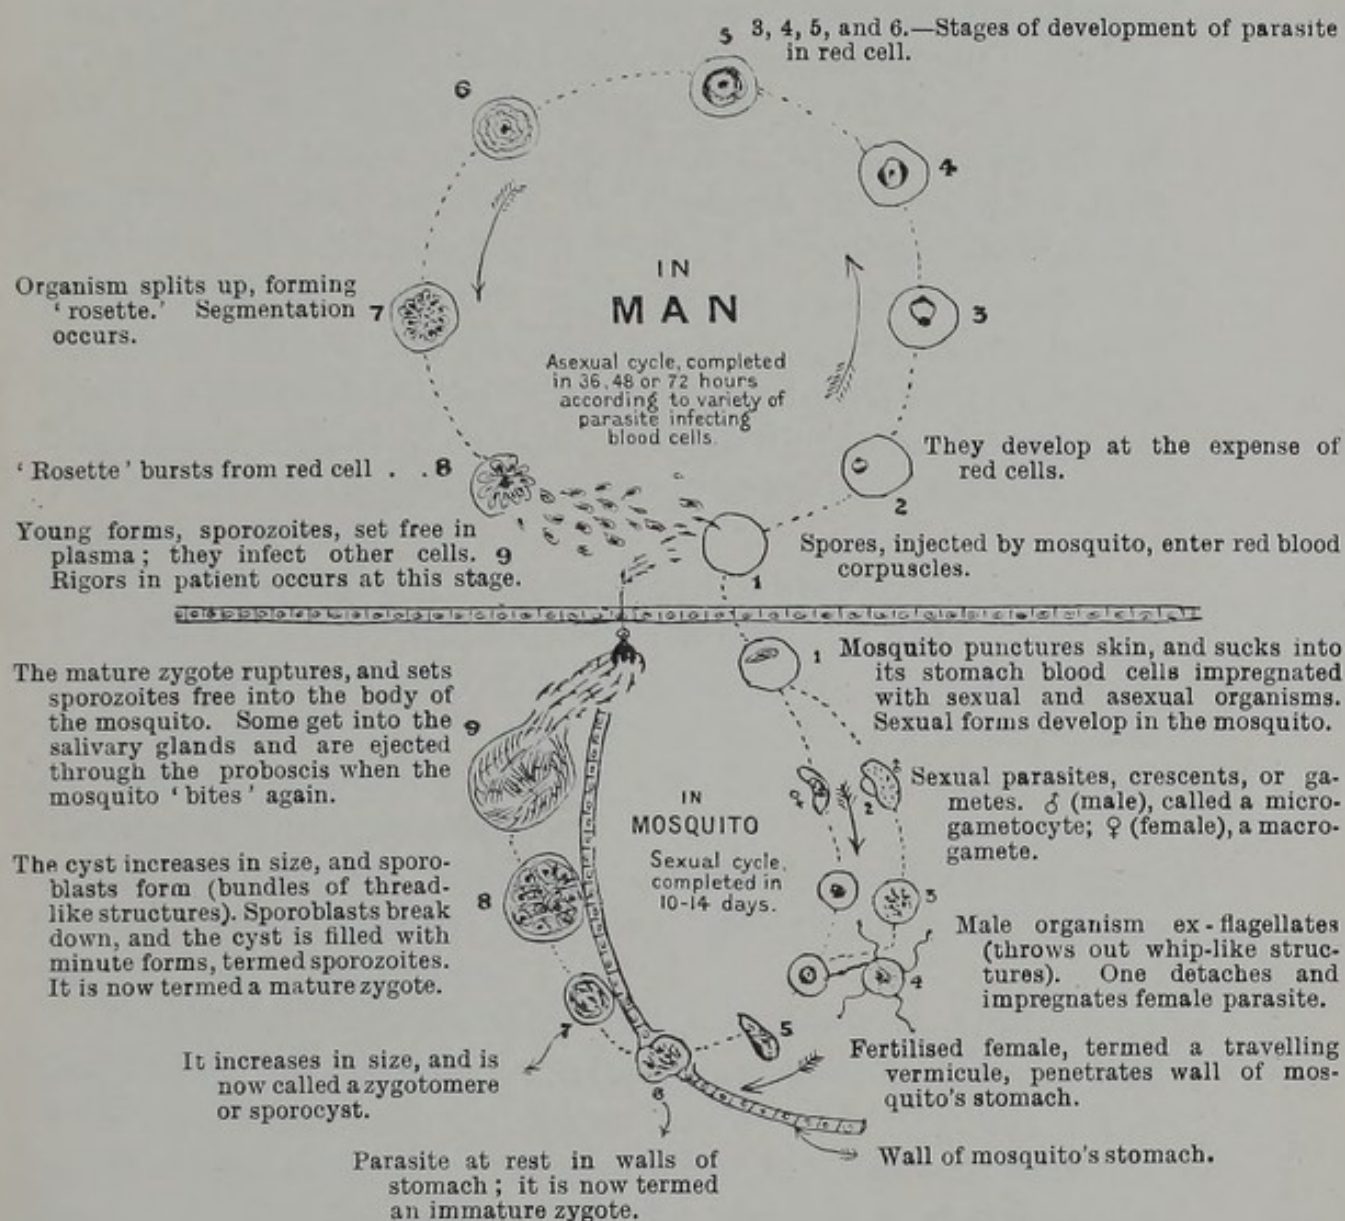 3, 4, 5, and 6.—Stages of development of parasite
in red cell.
5
6
4
IN
MAN
Asexual cycle, completed
in 36, 48 or 72 hours
according to variety of
parasite infecting
blood cells.
Organism splits up, forming
‘rosette.’ Segmentation 7
occurs.
3
They develop at the expense of
red cells.
2
‘Rosette’ bursts from red cell . . 8
Young forms, sporozoites, set free in
plasma; they infect other cells. 9
Rigors in patient occurs at this stage.
Spores, injected by mosquito, enter red blood
corpuscles.
1
1 Mosquito punctures skin, and sucks into
its stomach blood cells impregnated
with sexual and asexual organisms.
Sexual forms develop in the mosquito.
The mature zygote ruptures, and sets
sporozoites free into the body of
the mosquito. Some get into the 9
salivary glands and are ejected
through the proboscis when the
mosquito ‘bites’ again.
IN
MOSQUITO
Sexual cycle,
completed in
10-14 days.
♀
♂
2
Sexual parasites, crescents, or ga-
metes. ♂ (male), called a micro-
gametocyte; ♀ (female), a macro-
gamete.
The cyst increases in size, and sporo-
blasts form (bundles of thread-
like structures). Sporoblasts break 8
down, and the cyst is filled with
minute forms, termed sporozoites.
It is now termed a mature zygote.
3
Male organism ex-flagellates
(throws out whip-like struc-
tures). One detaches and
impregnates female parasite.
4
5
Fertilised female, termed a travelling
vermicule, penetrates wall of mos-
quito's stomach.
7
It increases in size, and is
now called a zygotomere
or sporocyst.
6
Wall of mosquito's stomach.
Parasite at rest in walls of
stomach; it is now termed
an immature zygote.